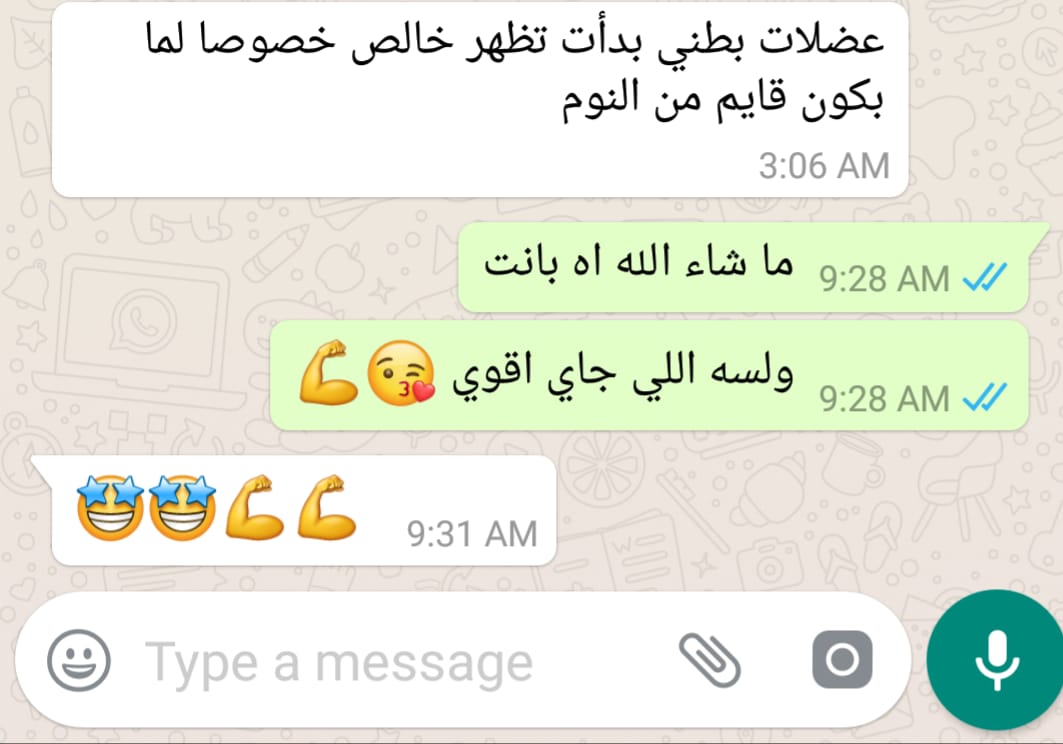 عضلات بطني بدأت تظهر خالص خصوصا لما
بكون قايم من النوم
3:06 AM
ما شاء الله اه بانت 9:28 AM
ولسه اللي جاي اقوي 😘💪 9:28 AM
🤩🤩💪💪 9:31 AM
Type a message